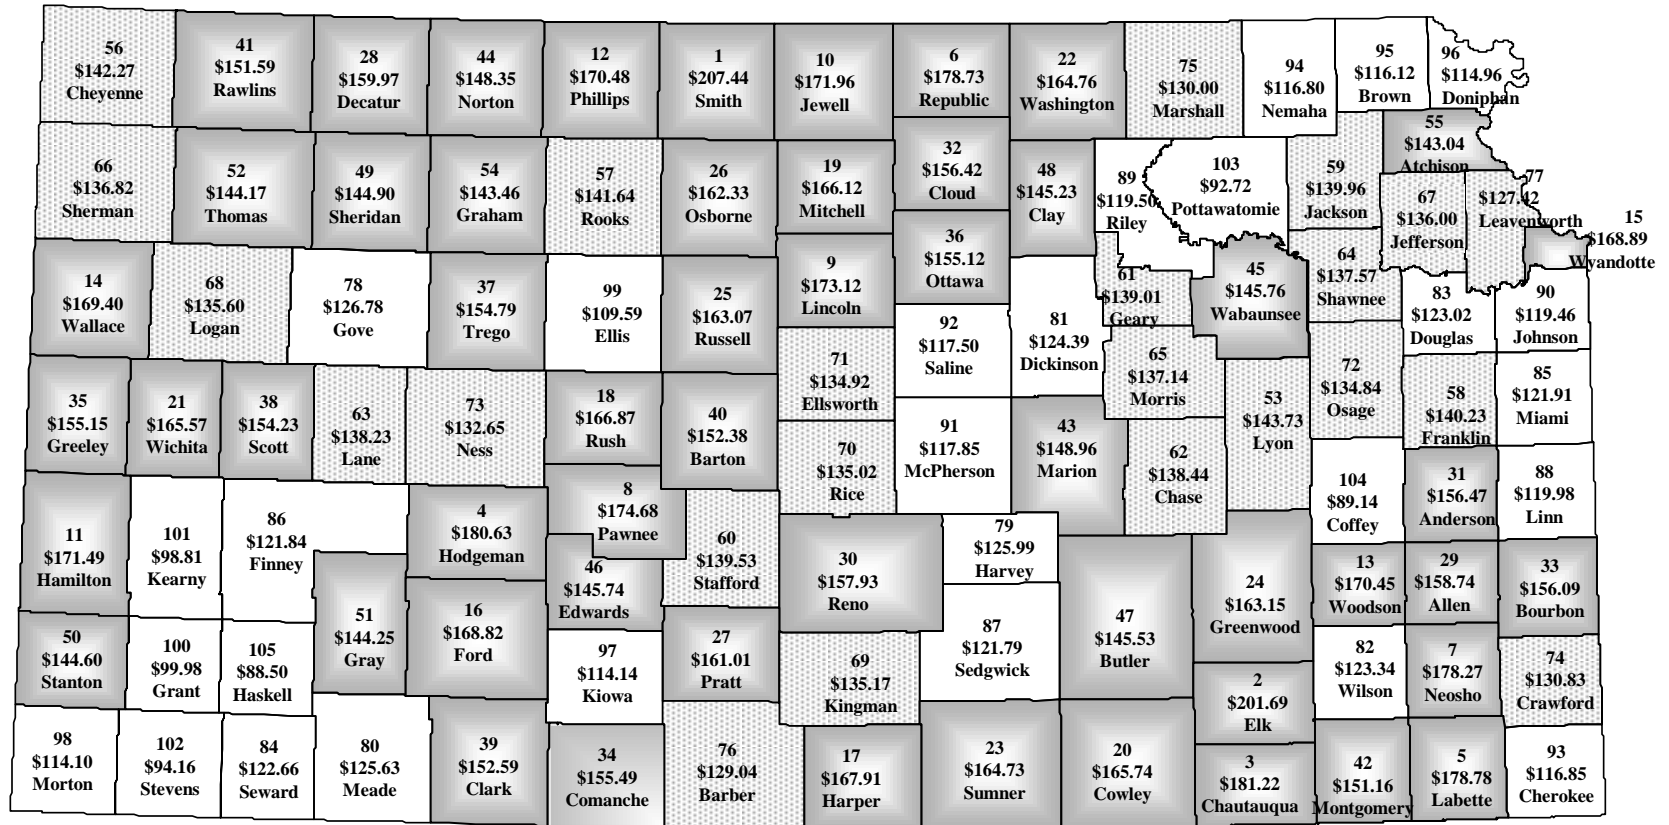 56
$142.27
Cheyenne
41
$151.59
Rawlins
28
$159.97
Decatur
44
$148.35
Norton
12
$170.48
Phillips
1
$207.44
Smith
10
$171.96
Jewell
6
$178.73
Republic
22
$164.76
Washington
75
$130.00
Marshall
94
$116.80
Nemaha
95
$116.12
Brown
96
$114.96
Doniphan
66
$136.82
Sherman
52
$144.17
Thomas
49
$144.90
Sheridan
54
$143.46
Graham
57
$141.64
Rooks
26
$162.33
Osborne
19
$166.12
Mitchell
32
$156.42
Cloud
48
$145.23
Clay
89
$119.50
Riley
103
$92.72
Pottawatomie
59
$139.96
Jackson
55
$143.04
Atchison
67
$136.00
Jefferson
77
$127.42
Leavenworth
15
$168.89
Wyandotte
14
$169.40
Wallace
68
$135.60
Logan
78
$126.78
Gove
37
$154.79
Trego
99
$109.59
Ellis
25
$163.07
Russell
9
$173.12
Lincoln
36
$155.12
Ottawa
61
$139.01
Geary
45
$145.76
Wabaunsee
64
$137.57
Shawnee
83
$123.02
Douglas
90
$119.46
Johnson
92
$117.50
Saline
81
$124.39
Dickinson
71
$134.92
Ellsworth
65
$137.14
Morris
72
$134.84
Osage
58
$140.23
Franklin
85
$121.91
Miami
35
$155.15
Greeley
21
$165.57
Wichita
38
$154.23
Scott
63
$138.23
Lane
73
$132.65
Ness
18
$166.87
Rush
40
$152.38
Barton
70
$135.02
Rice
91
$117.85
McPherson
43
$148.96
Marion
62
$138.44
Chase
53
$143.73
Lyon
104
$89.14
Coffey
31
$156.47
Anderson
88
$119.98
Linn
11
$171.49
Hamilton
101
$98.81
Kearny
86
$121.84
Finney
4
$180.63
Hodgeman
8
$174.68
Pawnee
60
$139.53
Stafford
30
$157.93
Reno
79
$125.99
Harvey
46
$145.74
Edwards
51
$144.25
Gray
16
$168.82
Ford
24
$163.15
Greenwood
13
$170.45
Woodson
29
$158.74
Allen
33
$156.09
Bourbon
50
$144.60
Stanton
100
$99.98
Grant
105
$88.50
Haskell
97
$114.14
Kiowa
27
$161.01
Pratt
69
$135.17
Kingman
87
$121.79
Sedgwick
47
$145.53
Butler
2
$201.69
Elk
82
$123.34
Wilson
7
$178.27
Neosho
74
$130.83
Crawford
98
$114.10
Morton
102
$94.16
Stevens
84
$122.66
Seward
80
$125.63
Meade
39
$152.59
Clark
34
$155.49
Comanche
76
$129.04
Barber
17
$167.91
Harper
23
$164.73
Sumner
20
$165.74
Cowley
3
$181.22
Chautauqua
42
$151.16
Montgomery
5
$178.78
Labette
93
$116.85
Cherokee